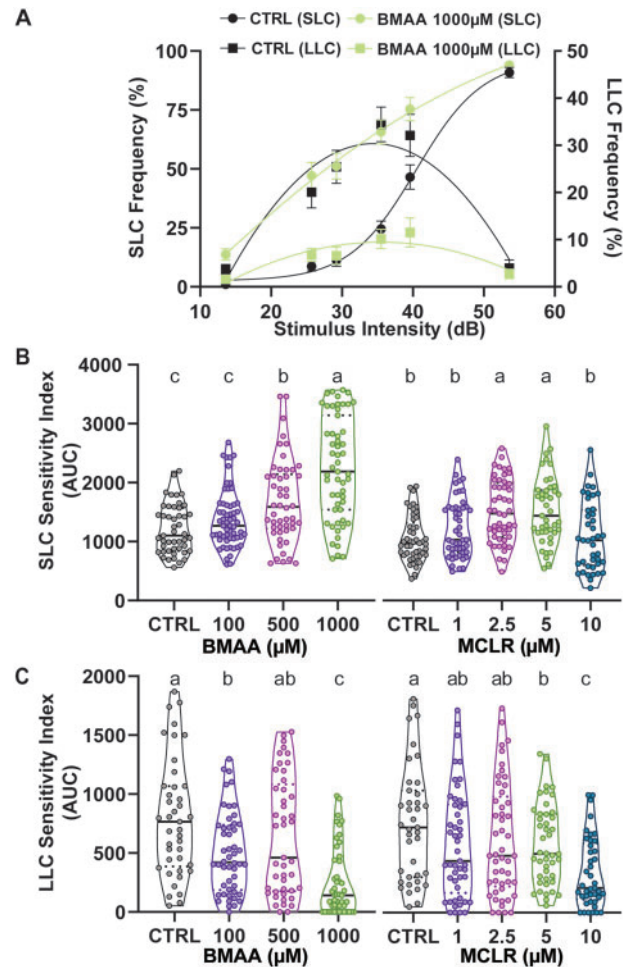 A
CTRL (SLC) BMAA 1000µM (SLC)
CTRL (LLC) BMAA 1000µM (LLC)
SLC Frequency (%)
100
75
50
25
0
LLC Frequency (%)
50
40
30
20
10
0
10 20 30 40 50 60
Stimulus Intensity (dB)
B
SLC Sensitivity Index
(AUC)
4000
3000
2000
1000
0
c c b a b b a a b
CTRL 100 500 1000 CTRL 1 2.5 5 10
BMAA (µM) MCLR (µM)
C
LLC Sensitivity Index
(AUC)
2000
1500
1000
500
0
a b ab c a ab ab b c
CTRL 100 500 1000 CTRL 1 2.5 5 10
BMAA (µM) MCLR (µM)